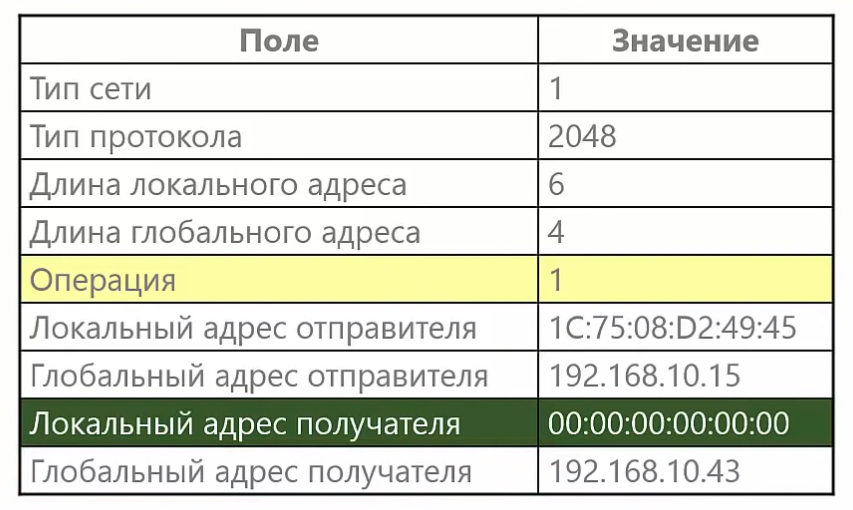 Поле Значение
Тип сети 1
Тип протокола 2048
Длина локального адреса 6
Длина глобального адреса 4
Операция 1
Локальный адрес отправителя 1C:75:08:D2:49:45
Глобальный адрес отправителя 192.168.10.15
Локальный адрес получателя 00:00:00:00:00:00
Глобальный адрес получателя 192.168.10.43